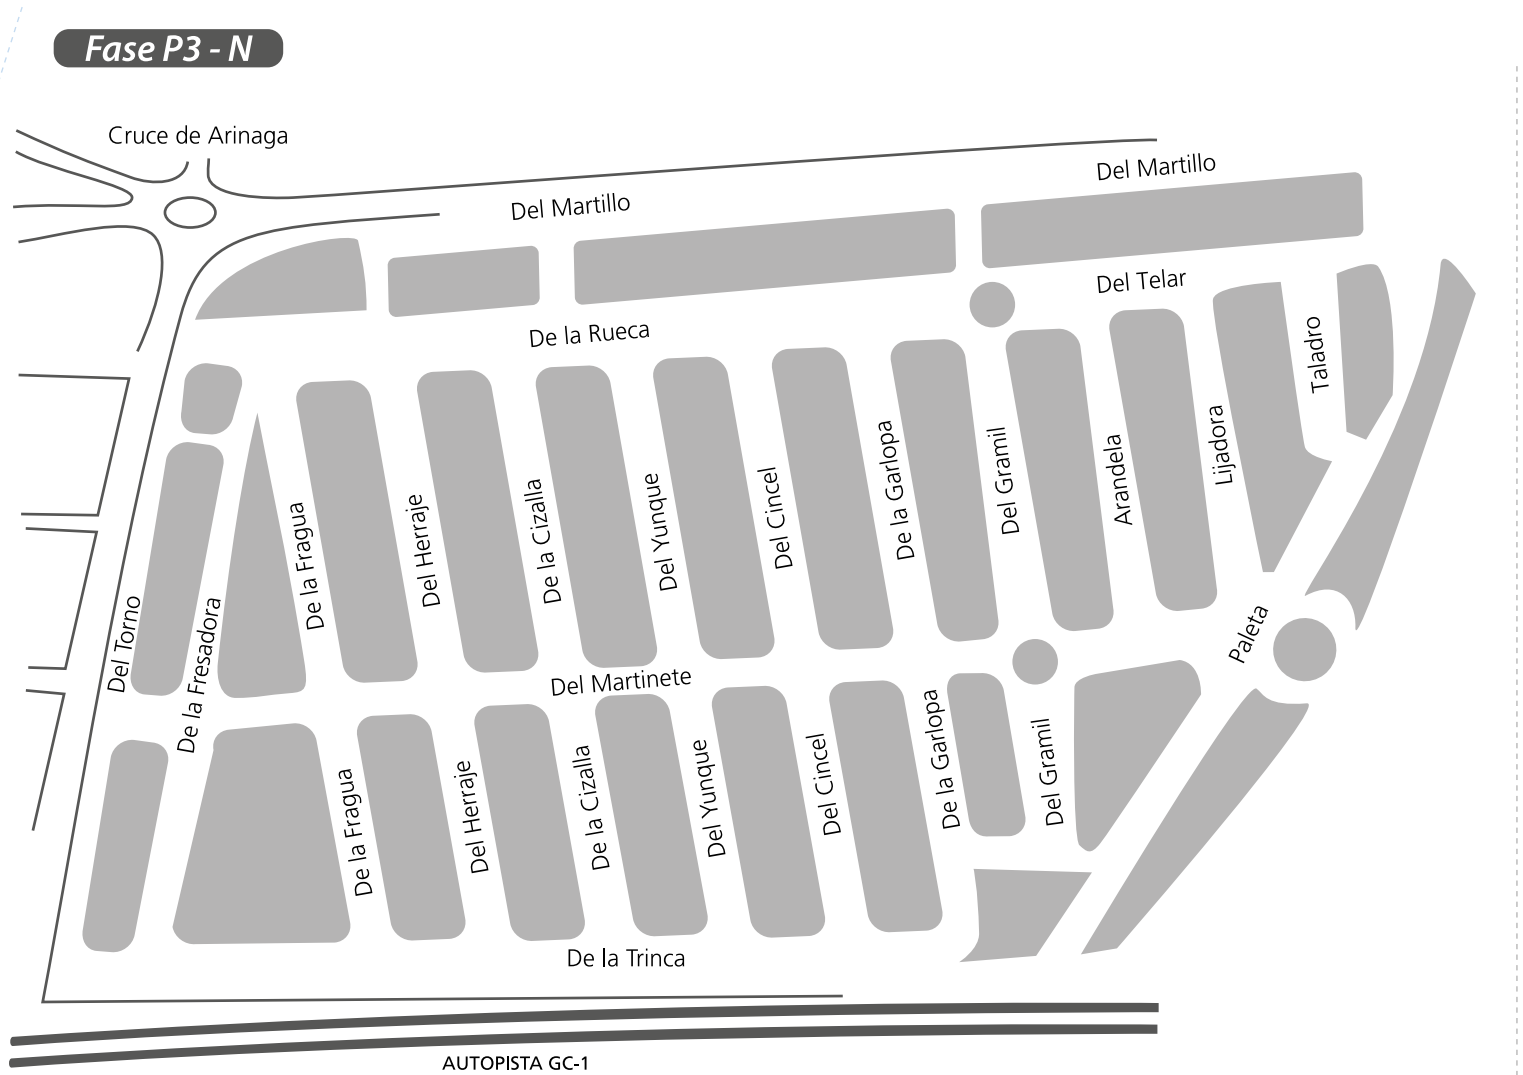 Fase P3 - N
Cruce de Arinaga
Del Martillo
Del Martillo
Del Telar
De la Rueca
Taladro
Lijadora
Arandela
Del Gramil
De la Garlopa
Del Cincel
Del Yunque
De la Cizalla
Del Herraje
De la Fragua
Del Torno
De la Fresadora
Paleta
Del Martinete
De la Fragua
Del Herraje
De la Cizalla
Del Yunque
Del Cincel
De la Garlopa
Del Gramil
De la Trinca
AUTOPISTA GC-1